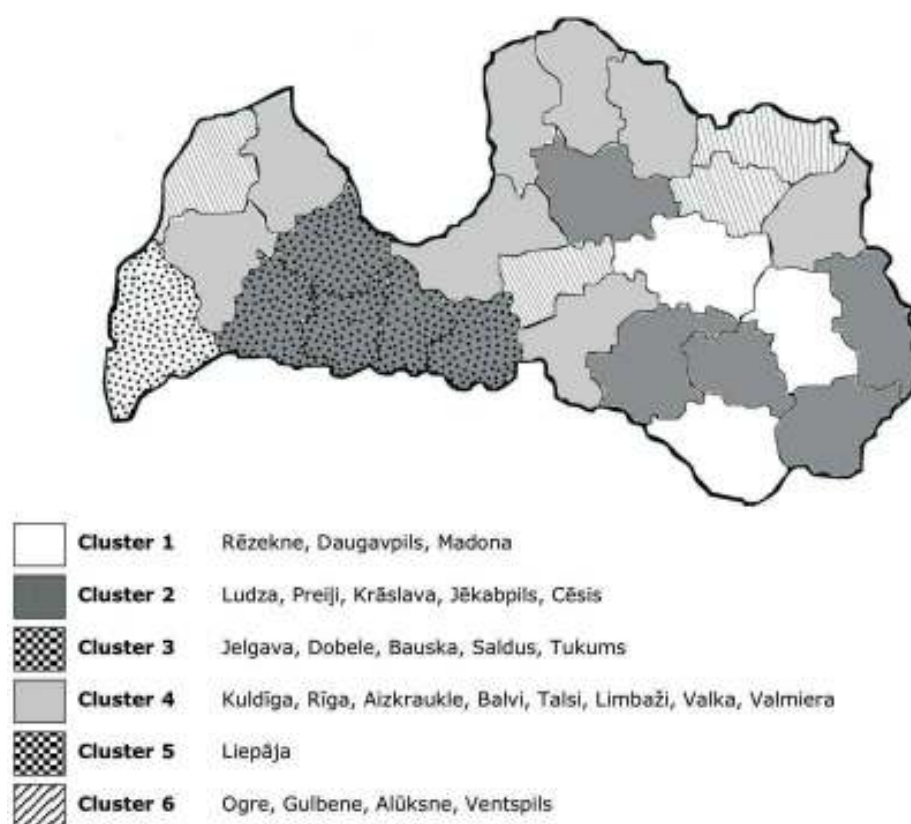 Cluster 1 Rēzekne, Daugavpils, Madona
Cluster 2 Ludza, Preiji, Krāslava, Jēkabpils, Cēsis
Cluster 3 Jelgava, Dobele, Bauska, Saldus, Tukums
Cluster 4 Kuldīga, Rīga, Aizkraukle, Balvi, Talsi, Limbaži, Valka, Valmiera
Cluster 5 Liepāja
Cluster 6 Ogre, Gulbene, Alūksne, Ventspils